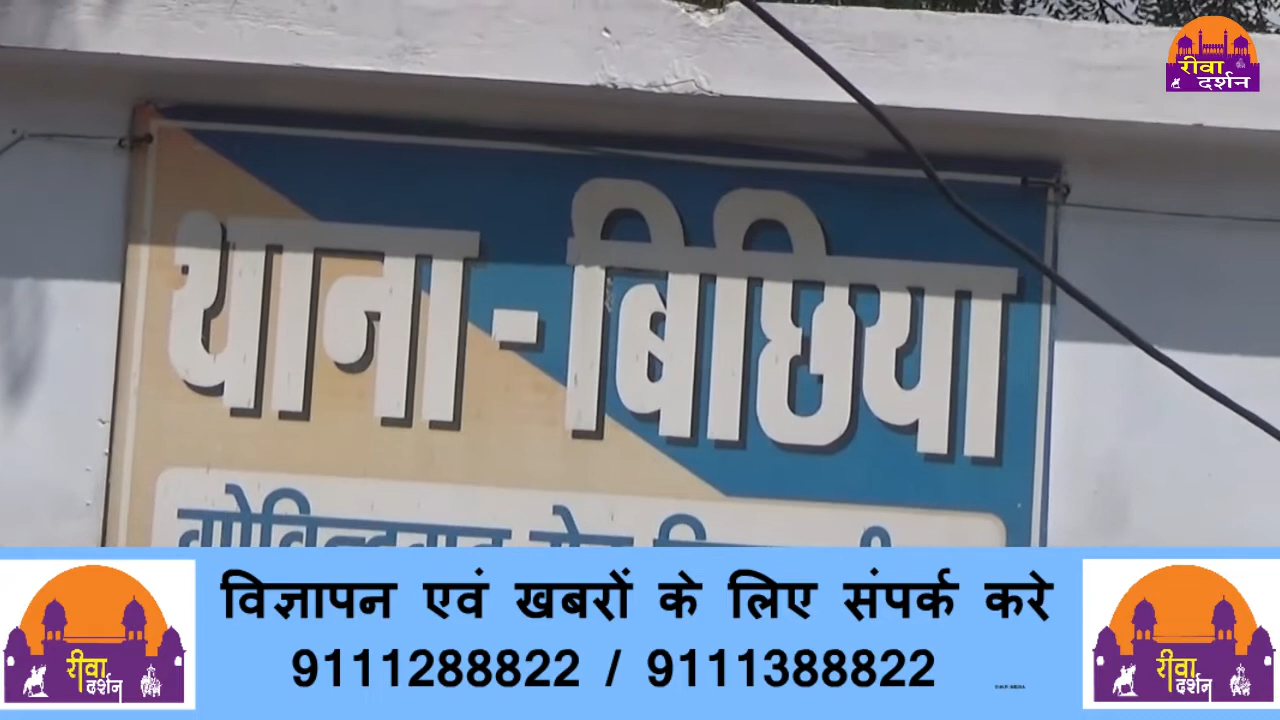 रीवा
दर्शन
थाना - बिछिया
विज्ञापन एवं खबरों के लिए संपर्क करे
9111288822 / 9111388822
रीवा
दर्शन
रीवा
दर्शन